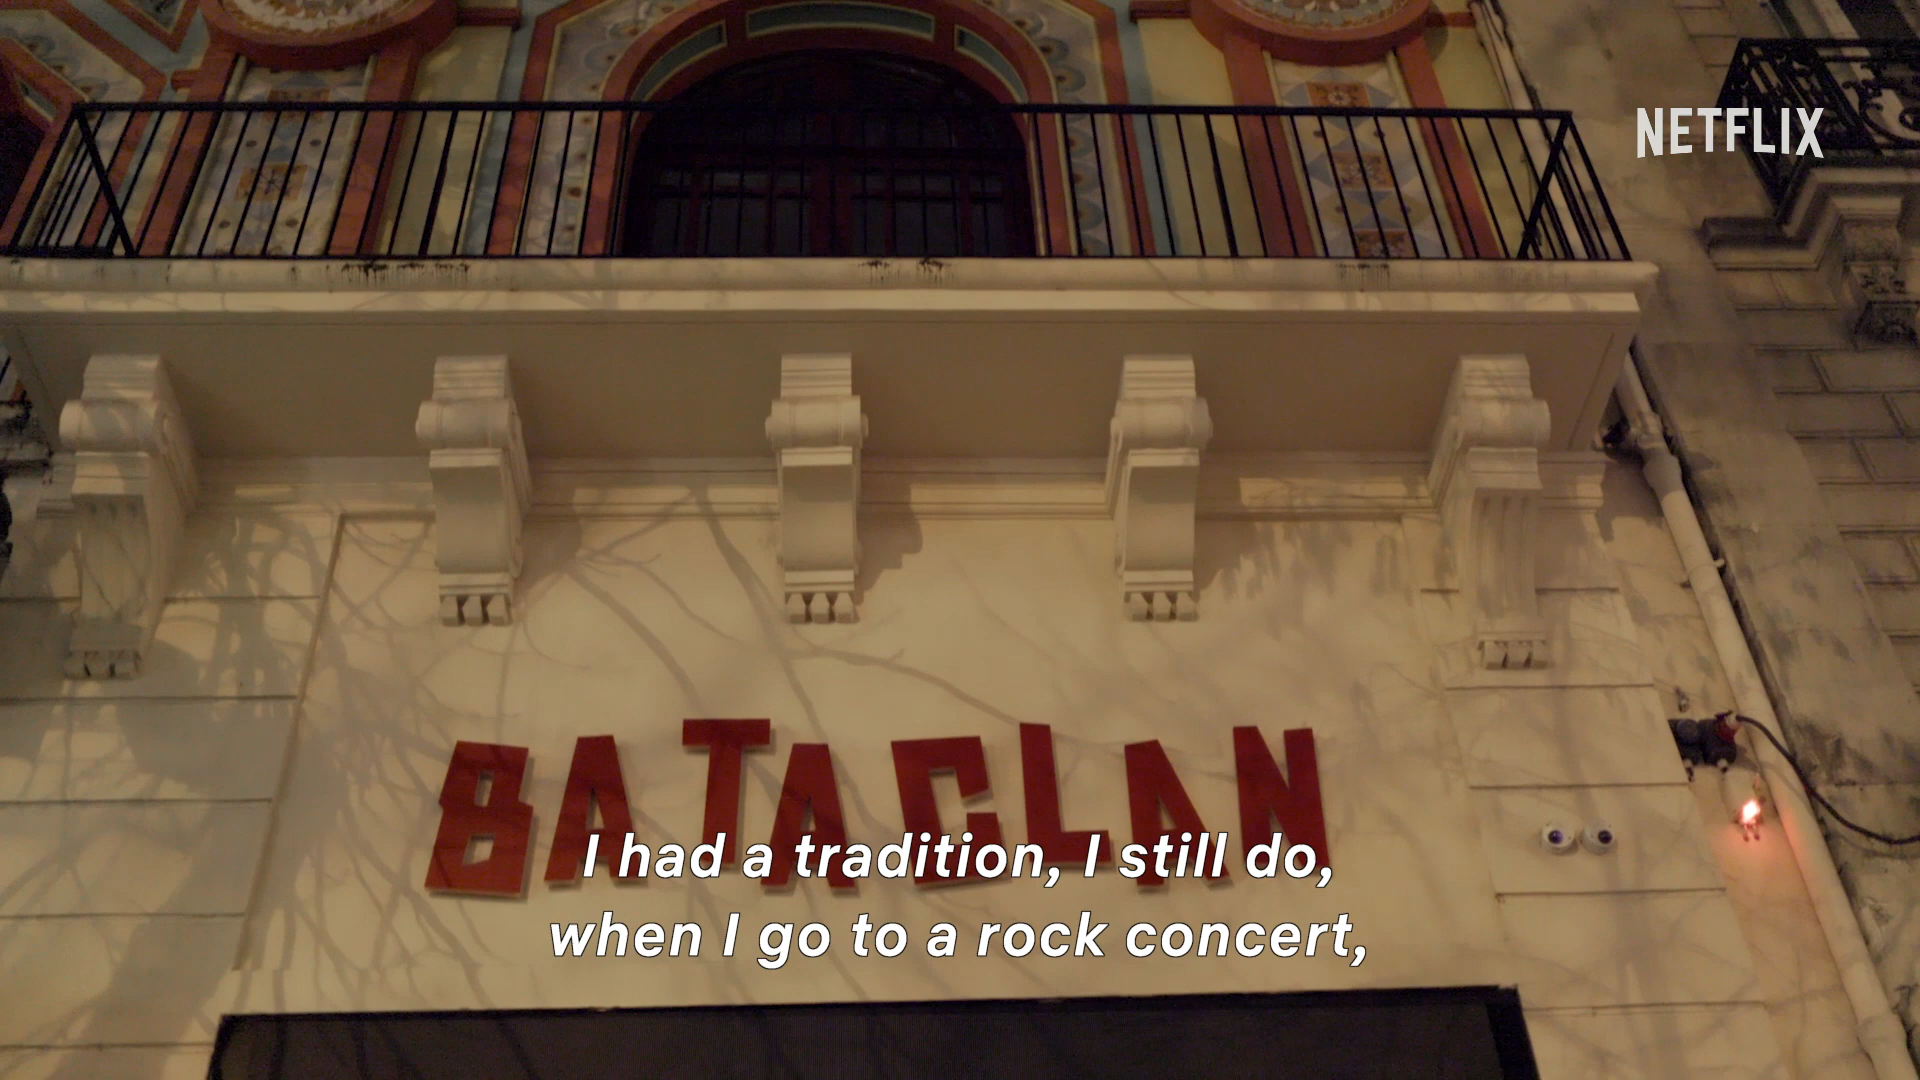 NETFLIX
BATACLAN
I had a tradition, I still do,
when I go to a rock concert,